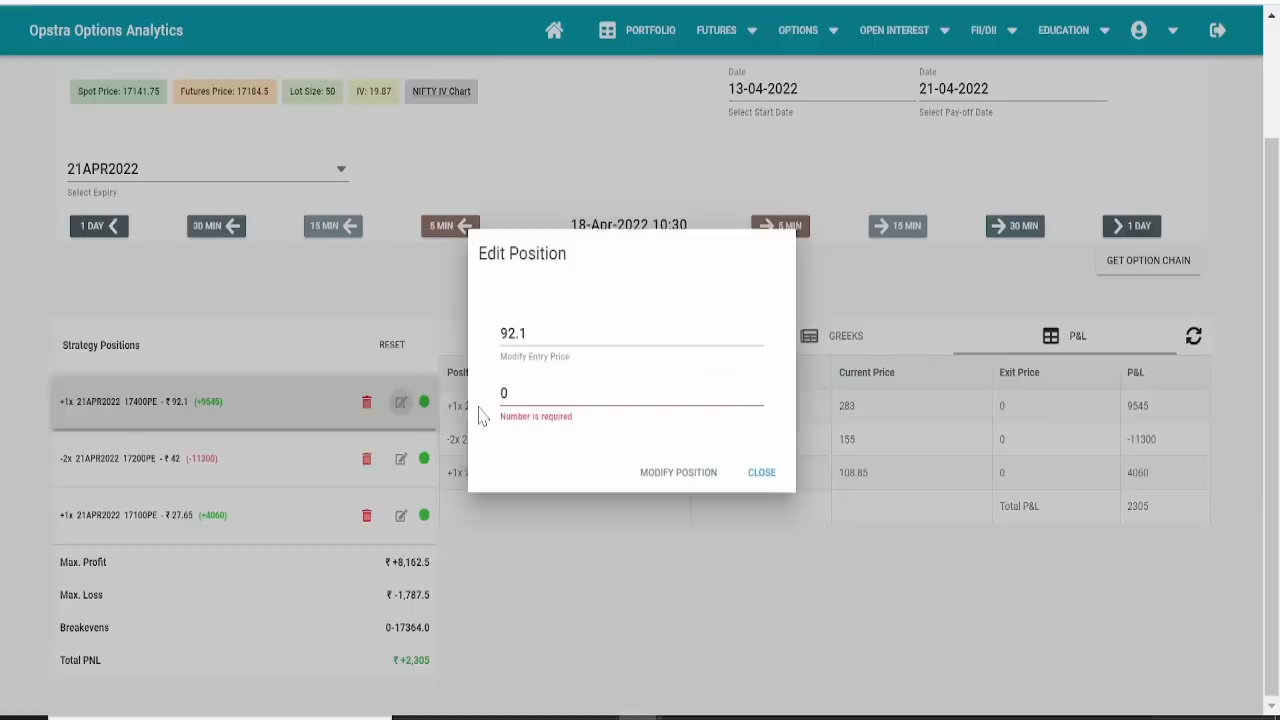 Opstra Options Analytics
PORTFOLIO FUTURES OPTIONS OPEN INTEREST FII/DII EDUCATION
Date Date
Spot Price: 17141.75 Futures Price: 17184.5 Lot Size: 50 IV: 19.87 NIFTY IV Chart 13-04-2022 21-04-2022
Select Start Date Select Pay-off Date
21APR2022
Select Expiry
1 DAY 30 MIN 15 MIN 5 MIN 18-Apr-2022 10:30 5 MIN 15 MIN 30 MIN 1 DAY
GET OPTION CHAIN
Edit Position
92.1
Modify Entry Price
0
Number is required
MODIFY POSITION CLOSE
Strategy Positions RESET
+1x 21APR2022 17400PE - ₹ 92.1 (+9545)
-2x 21APR2022 17200PE - ₹ 42 (-11300)
+1x 21APR2022 17100PE - ₹ 27.65 (+4060)
Max. Profit ₹ +8,162.5
Max. Loss ₹ -1,787.5
Breakevens 0-17364.0
Total PNL ₹ +2,305
GREEKS P&L
Current Price Exit Price P&L
+1x 283 0 9545
-2x 155 0 -11300
+1x 108.85 0 4060
Total P&L 2305